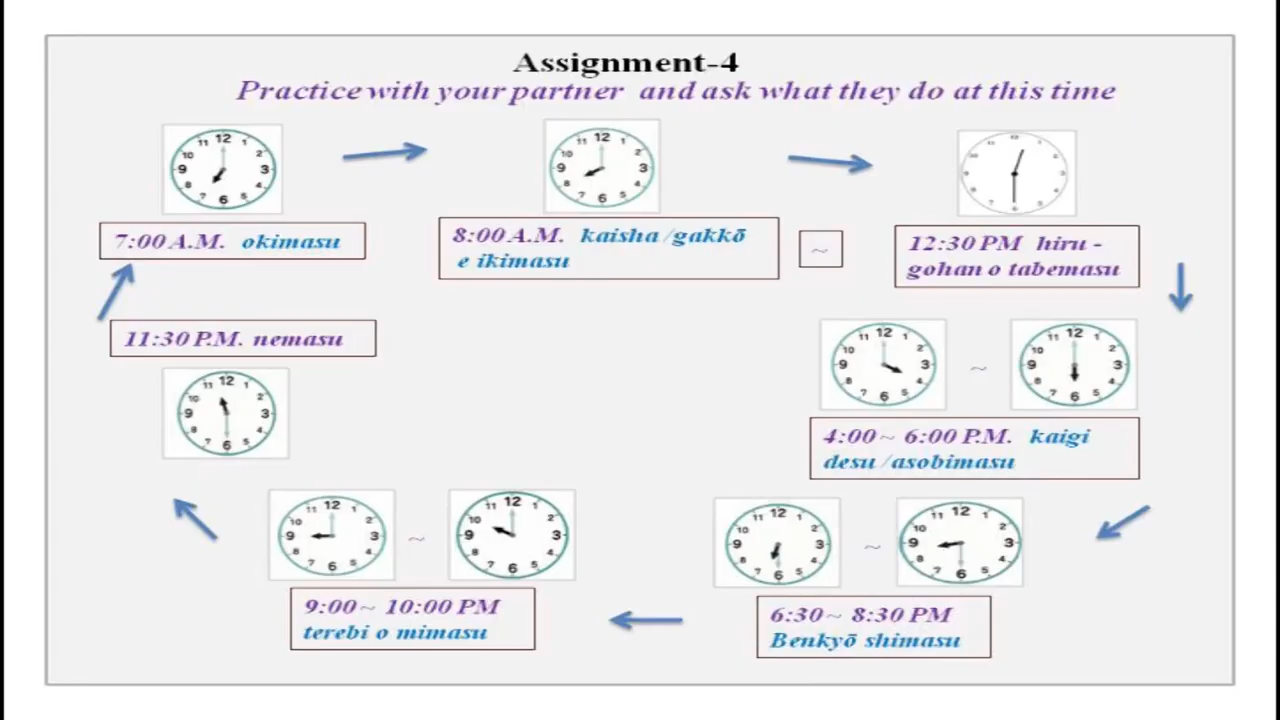 Assignment-4
Practice with your partner and ask what they do at this time
7:00 A.M. okimasu
8:00 A.M. kaisha /gakkō
e ikimasu
~
12:30 PM hiru -
gohan o tabemasu
~
4:00 ~ 6:00 P.M. kaigi
desu /asobimasu
~
6:30 ~ 8:30 PM
Benkyō shimasu
~
9:00 ~ 10:00 PM
terebi o mimasu
11:30 P.M. nemasu